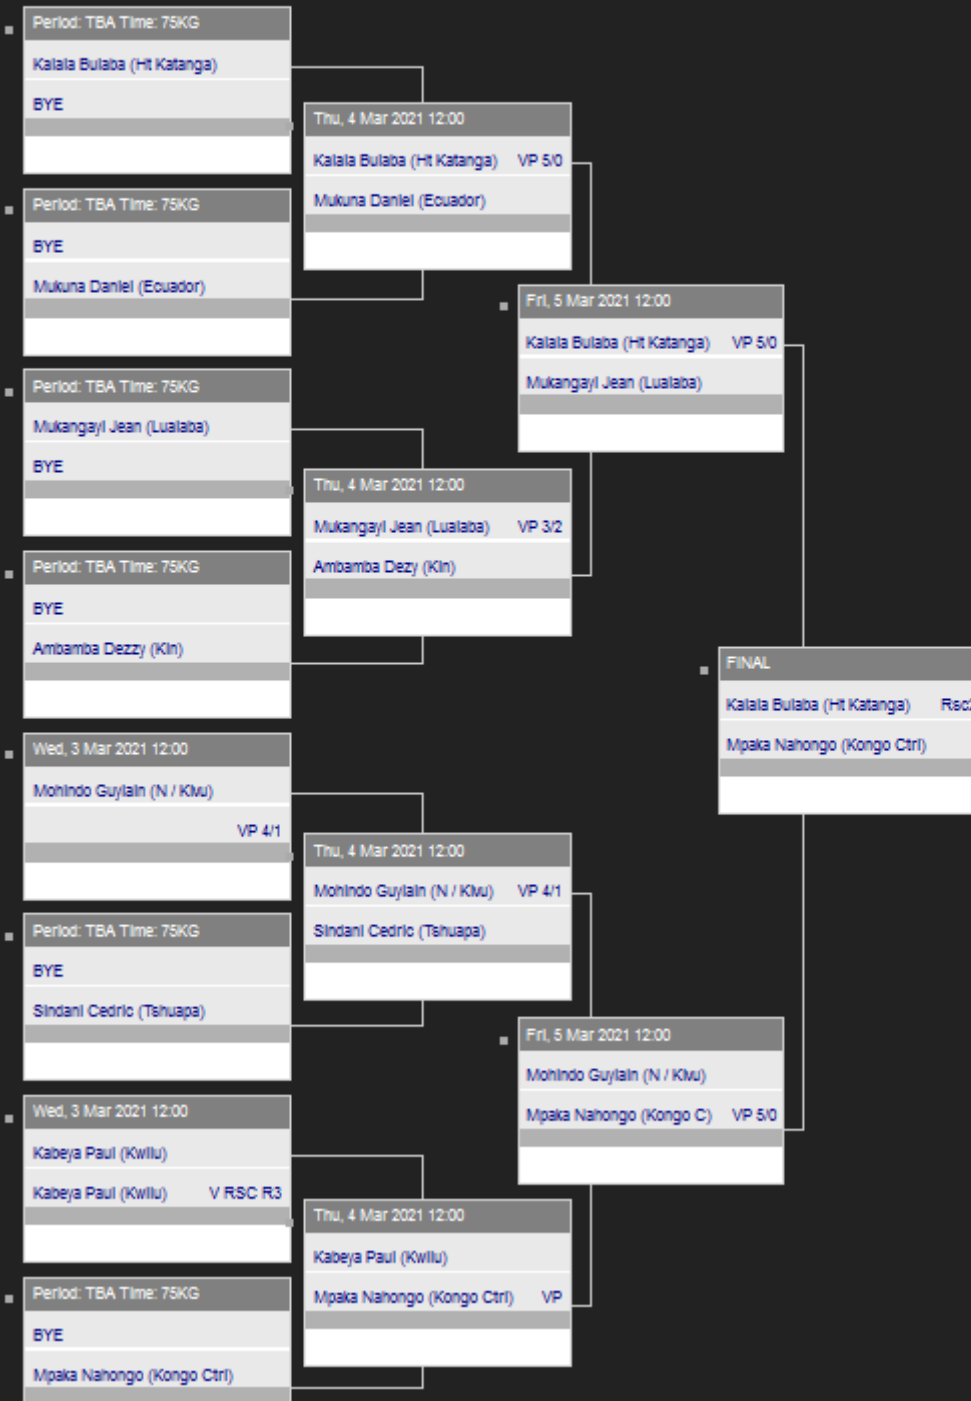 Period: TBA Time: 75KG
Kalala Bulaba (Ht Katanga)
BYE
Period: TBA Time: 75KG
BYE
Mukuna Daniel (Ecuador)
Period: TBA Time: 75KG
Mukangayi Jean (Lualaba)
BYE
Period: TBA Time: 75KG
BYE
Ambamba Dezzy (Kin)
Wed, 3 Mar 2021 12:00
Mohindo Guylain (N / Kivu)
VP 4/1
Period: TBA Time: 75KG
BYE
Sindani Cedric (Tshuapa)
Wed, 3 Mar 2021 12:00
Kabeya Paul (Kwilu)
Kabeya Paul (Kwilu) V RSC R3
Period: TBA Time: 75KG
BYE
Mpaka Nahongo (Kongo Ctrl)
Thu, 4 Mar 2021 12:00
Kalala Bulaba (Ht Katanga) VP 5/0
Mukuna Daniel (Ecuador)
Thu, 4 Mar 2021 12:00
Mukangayi Jean (Lualaba) VP 3/2
Ambamba Dezy (Kin)
Thu, 4 Mar 2021 12:00
Mohindo Guylain (N / Kivu) VP 4/1
Sindani Cedric (Tshuapa)
Thu, 4 Mar 2021 12:00
Kabeya Paul (Kwilu)
Mpaka Nahongo (Kongo Ctrl) VP
Fri, 5 Mar 2021 12:00
Kalala Bulaba (Ht Katanga) VP 5/0
Mukangayi Jean (Lualaba)
Fri, 5 Mar 2021 12:00
Mohindo Guylain (N / Kivu)
Mpaka Nahongo (Kongo C) VP 5/0
FINAL
Kalala Bulaba (Ht Katanga)
Mpaka Nahongo (Kongo Ctrl)